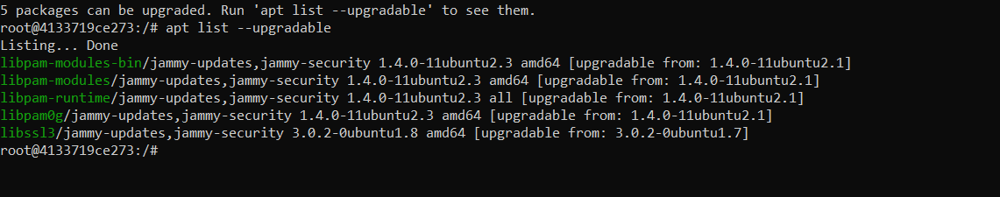 5 packages can be upgraded. Run 'apt list --upgradable' to see them.
root@4133719ce273:/# apt list --upgradable
Listing... Done
libpam-modules-bin/jammy-updates,jammy-security 1.4.0-11ubuntu2.3 amd64 [upgradable from: 1.4.0-11ubuntu2.1]
libpam-modules/jammy-updates,jammy-security 1.4.0-11ubuntu2.3 amd64 [upgradable from: 1.4.0-11ubuntu2.1]
libpam-runtime/jammy-updates,jammy-security 1.4.0-11ubuntu2.3 all [upgradable from: 1.4.0-11ubuntu2.1]
libpam0g/jammy-updates,jammy-security 1.4.0-11ubuntu2.3 amd64 [upgradable from: 1.4.0-11ubuntu2.1]
libssl3/jammy-updates,jammy-security 3.0.2-0ubuntu1.8 amd64 [upgradable from: 3.0.2-0ubuntu1.7]
root@4133719ce273:/#